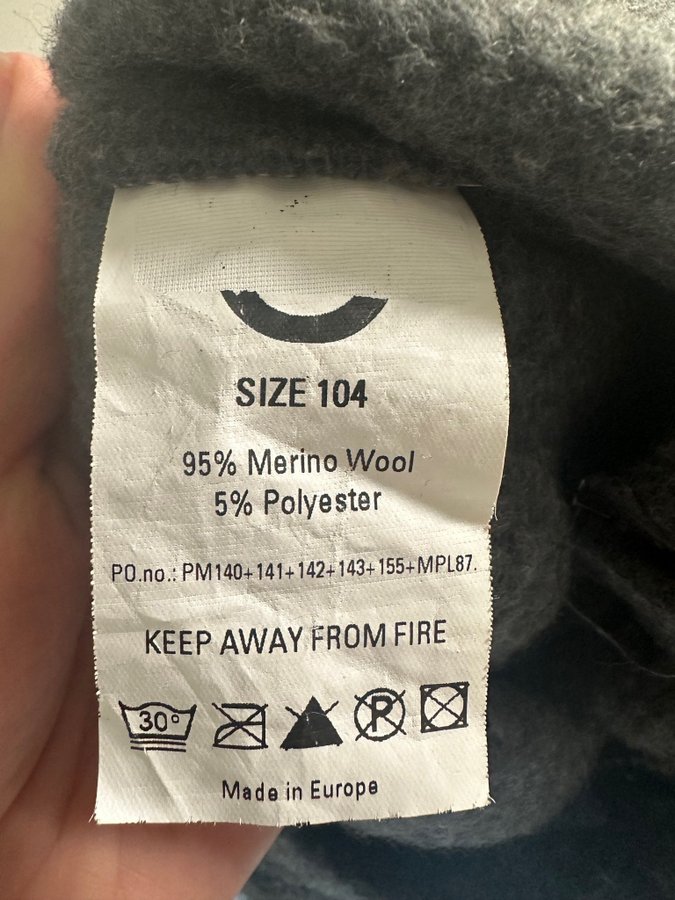 SIZE 104
95% Merino Wool
5% Polyester
PO.no.: PM140+141+142+143+155+MPL87.
KEEP AWAY FROM FIRE
30°
P
Made in Europe